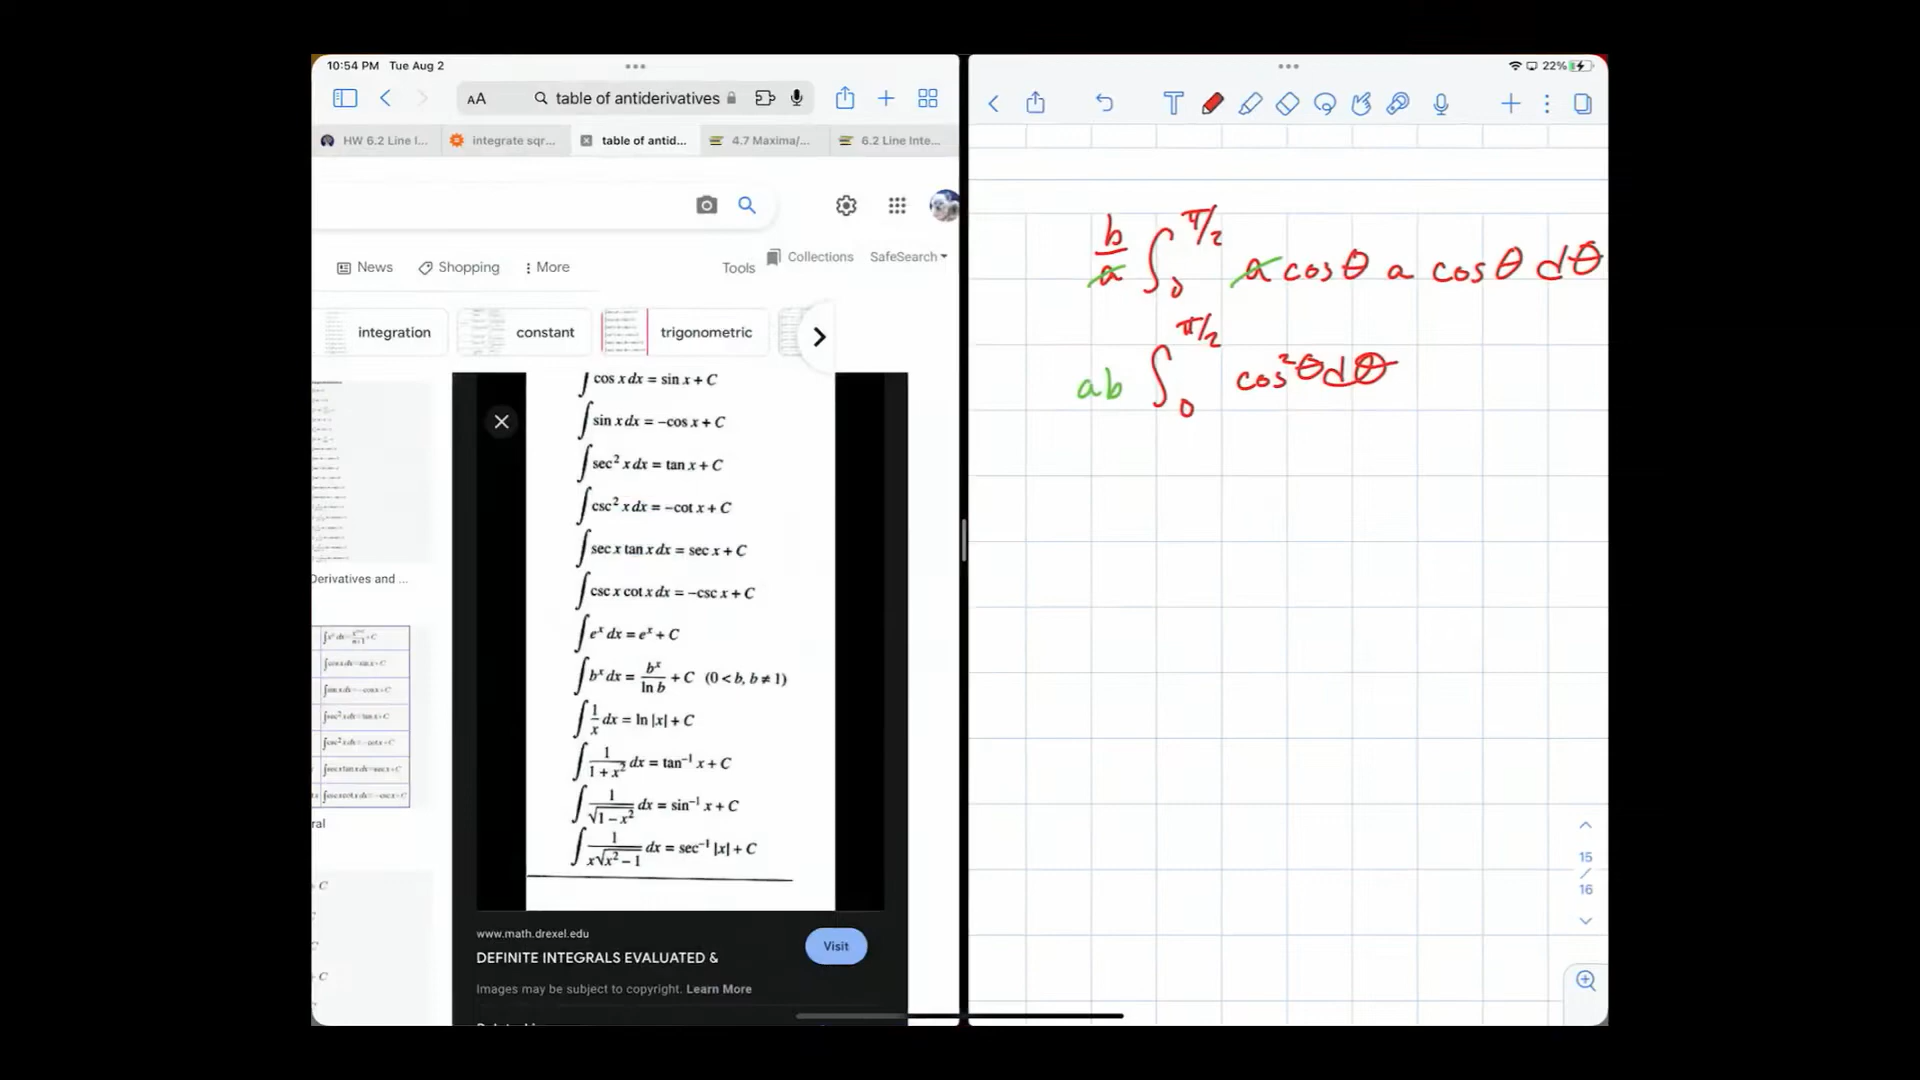 10:54 PM Tue Aug 2
22%
AA table of antiderivatives
HW 6.2 Line I...
integrate sqr...
table of antid...
4.7 Maxima/...
6.2 Line Inte...
News
Shopping
More
Tools
Collections
SafeSearch
integration
constant
trigonometric
∫ cos x dx = sin x + C
∫ sin x dx = −cos x + C
∫ sec² x dx = tan x + C
∫ csc² x dx = −cot x + C
∫ sec x tan x dx = sec x + C
∫ csc x cot x dx = −csc x + C
∫ eˣ dx = eˣ + C
∫ bˣ dx = bˣ/ln b + C (0 < b, b ≠ 1)
∫ 1/x dx = ln |x| + C
∫ 1/(1 + x²) dx = tan⁻¹ x + C
∫ 1/√(1 − x²) dx = sin⁻¹ x + C
∫ 1/(x√(x² − 1)) dx = sec⁻¹ |x| + C
Derivatives and ...
ral
www.math.drexel.edu
DEFINITE INTEGRALS EVALUATED &
Visit
Images may be subject to copyright. Learn More
b/a ∫₀^π/2 a cosθ a cosθ dθ
ab ∫₀^π/2 cos²θ dθ
15
/
16